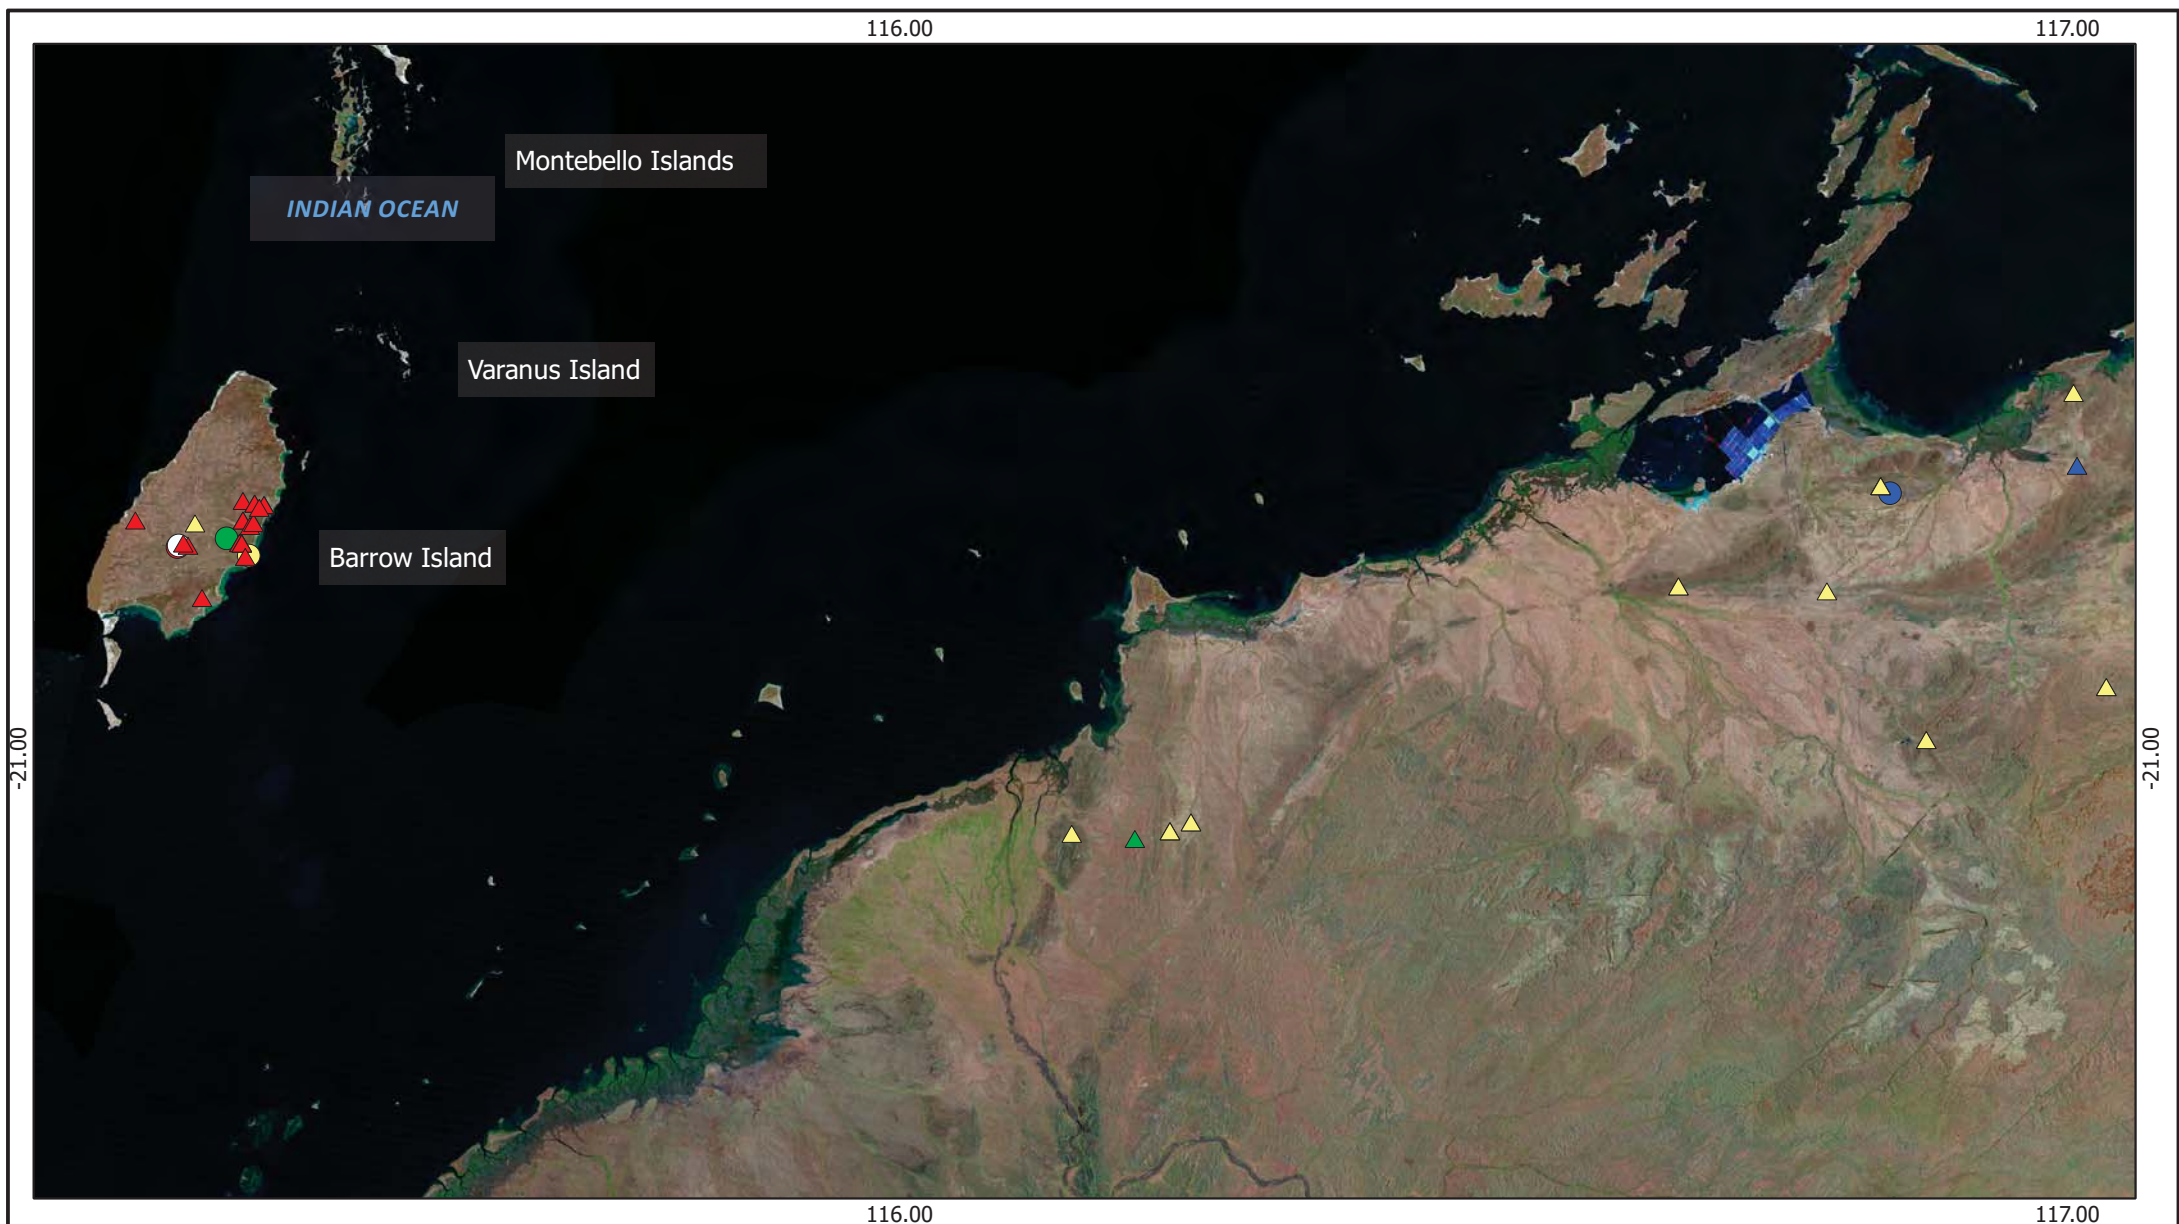 116.00
117.00
Montebello Islands
INDIAN OCEAN
Varanus Island
Barrow Island
-21.00
-21.00
116.00
117.00